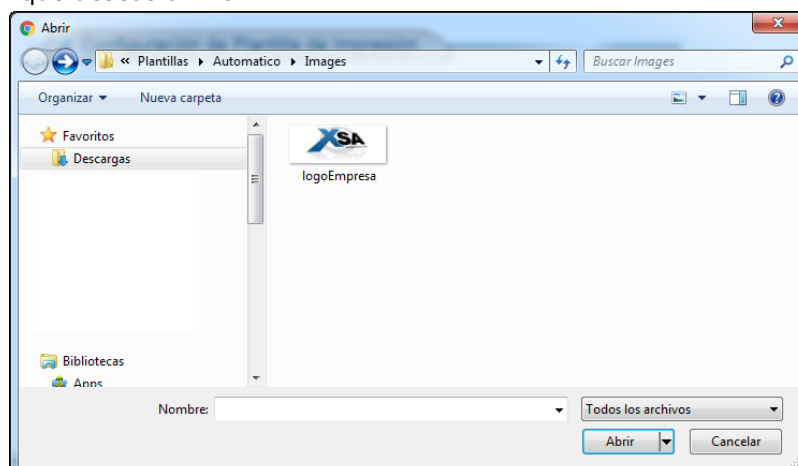 Abrir
« Plantillas Automatico Images
Buscar Images
Organizar Nueva carpeta
Favoritos
Descargas
XSA
logoEmpresa
Bibliotecas
Apps
Nombre:
Todos los archivos
Abrir Cancelar